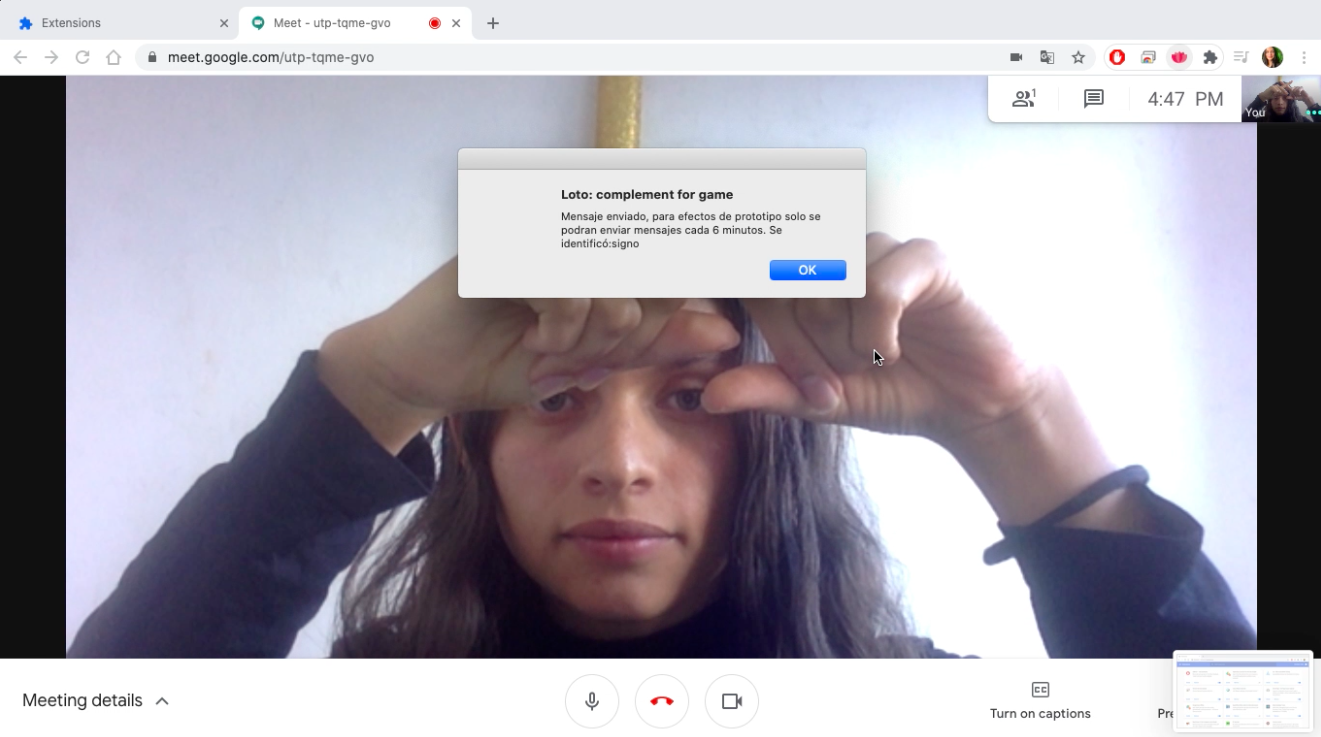 Extensions
Meet - utp-tqme-gvo
meet.google.com/utp-tqme-gvo
1
4:47 PM
You
Loto: complement for game
Mensaje enviado, para efectos de prototipo solo se
podran enviar mensajes cada 6 minutos. Se
identificó:signo
OK
Meeting details
CC
Turn on captions